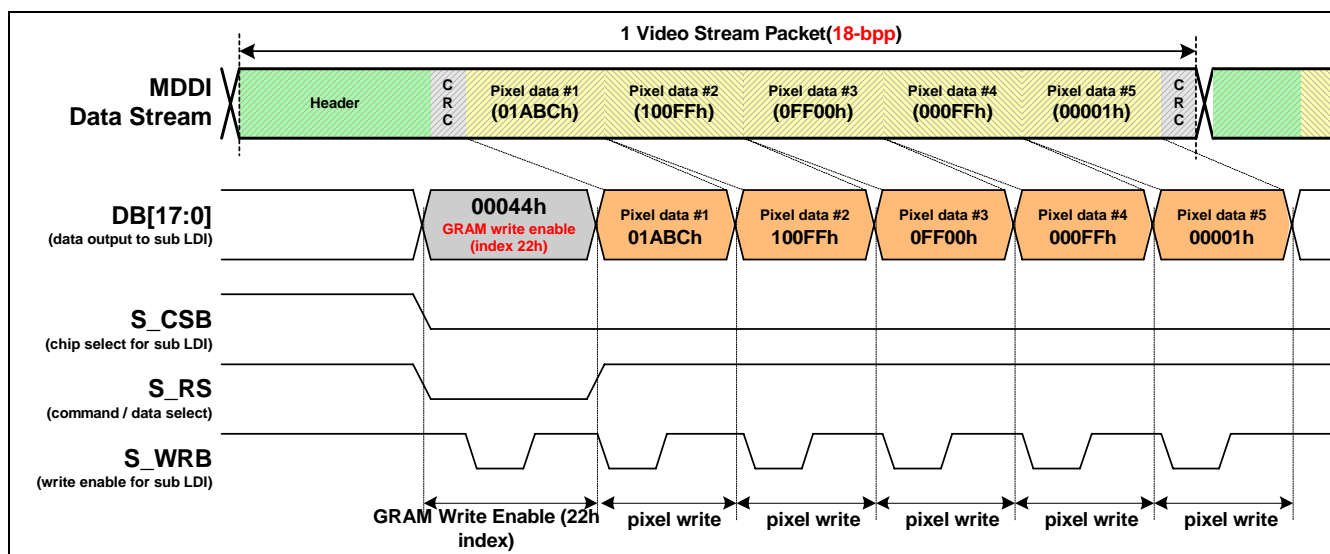 1 Video Stream Packet(18-bpp)
MDDI
Data Stream
Header
C
R
C
Pixel data #1
(01ABCh)
Pixel data #2
(100FFh)
Pixel data #3
(0FF00h)
Pixel data #4
(000FFh)
Pixel data #5
(00001h)
C
R
C
DB[17:0]
(data output to sub LDI)
00044h
GRAM write enable
(index 22h)
Pixel data #1
01ABCh
Pixel data #2
100FFh
Pixel data #3
0FF00h
Pixel data #4
000FFh
Pixel data #5
00001h
S_CSB
(chip select for sub LDI)
S_RS
(command / data select)
S_WRB
(write enable for sub LDI)
GRAM Write Enable (22h
index)
pixel write
pixel write
pixel write
pixel write
pixel write